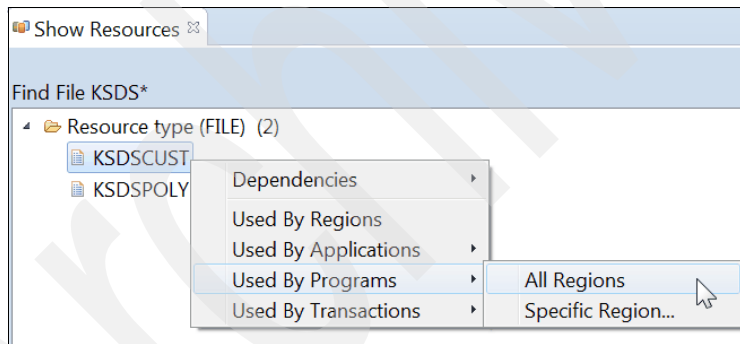 Show Resources
Find File KSDS*
Resource type (FILE) (2)
KSDSCUST
KSDSPOLY
Dependencies
Used By Regions
Used By Applications
Used By Programs
Used By Transactions
All Regions
Specific Region...